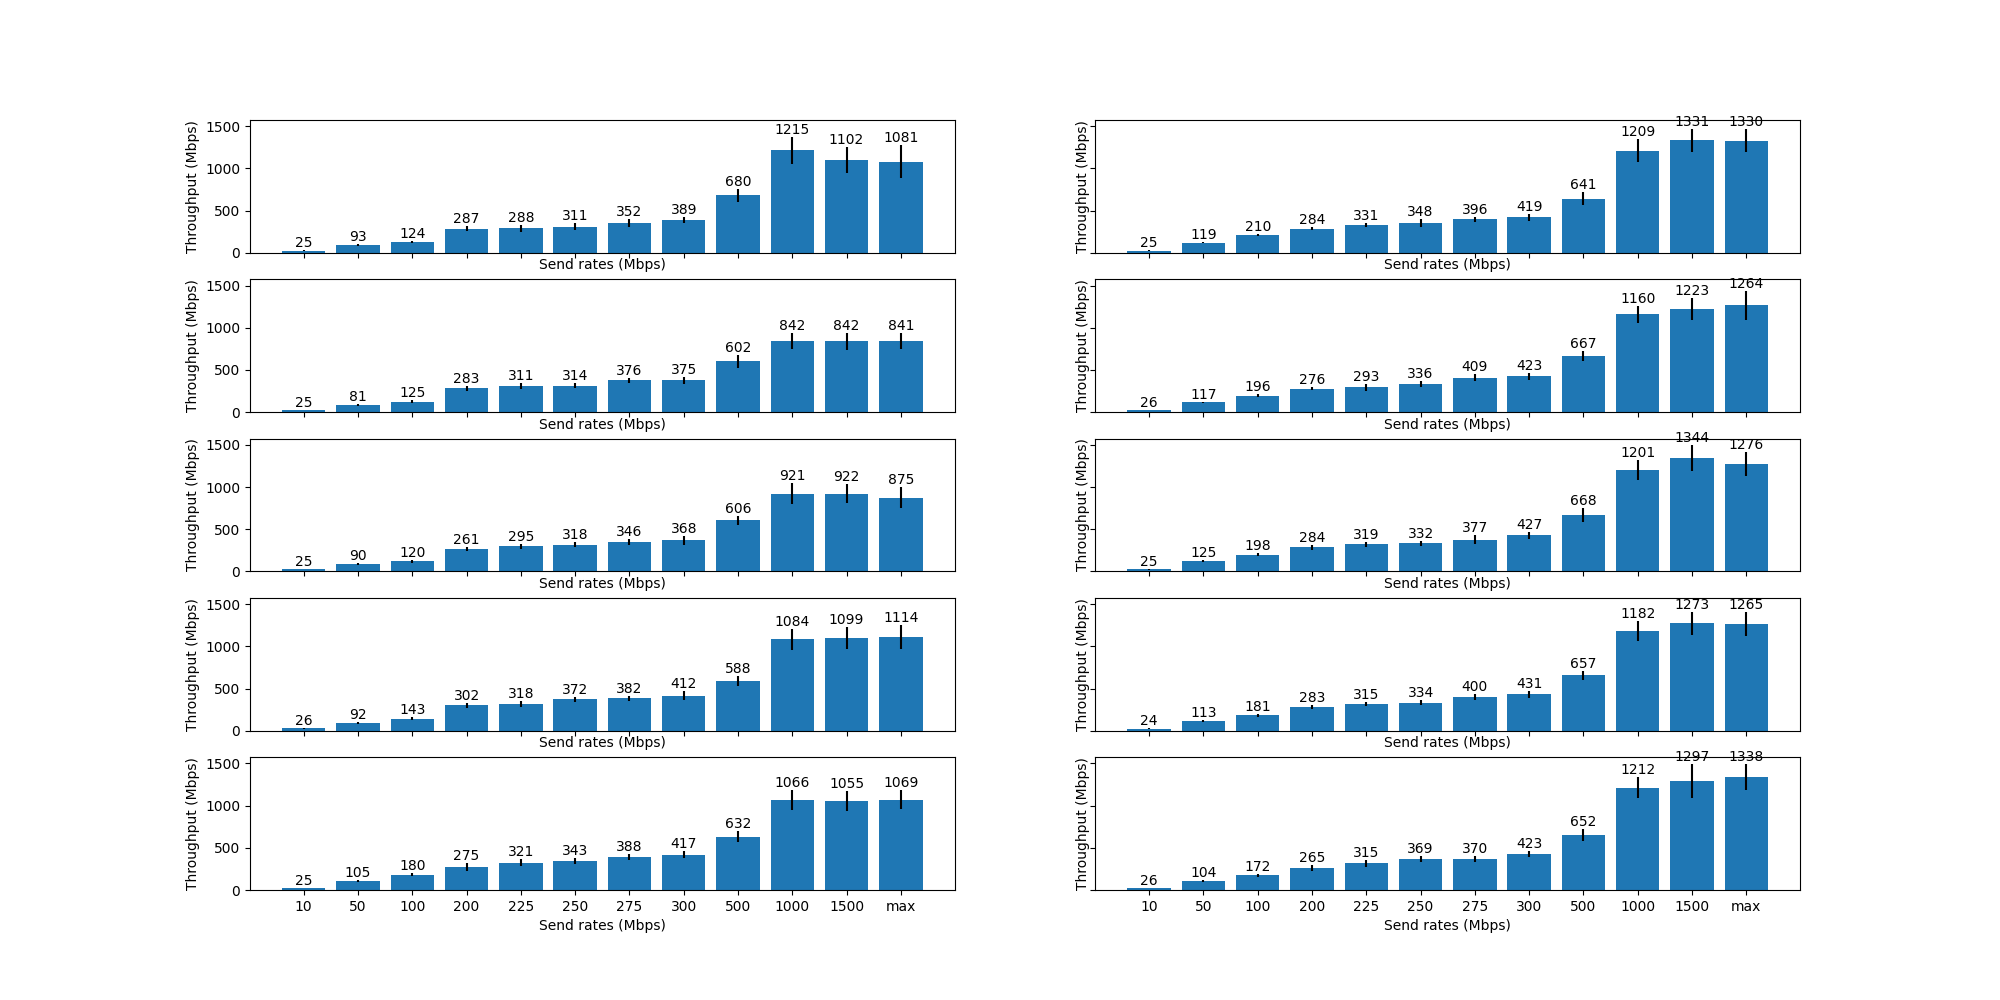 1500
1000
500
0
Throughput (Mbps)
25 93 124 287 288 311 352 389 680 1215 1102 1081
Send rates (Mbps)
Throughput (Mbps)
25 119 210 284 331 348 396 419 641 1209 1331 1330
Send rates (Mbps)
1500
1000
500
0
Throughput (Mbps)
25 81 125 283 311 314 376 375 602 842 842 841
Send rates (Mbps)
Throughput (Mbps)
26 117 196 276 293 336 409 423 667 1160 1223 1264
Send rates (Mbps)
1500
1000
500
0
Throughput (Mbps)
25 90 120 261 295 318 346 368 606 921 922 875
Send rates (Mbps)
Throughput (Mbps)
25 125 198 284 319 332 377 427 668 1201 1344 1276
Send rates (Mbps)
1500
1000
500
0
Throughput (Mbps)
26 92 143 302 318 372 382 412 588 1084 1099 1114
Send rates (Mbps)
Throughput (Mbps)
24 113 181 283 315 334 400 431 657 1182 1273 1265
Send rates (Mbps)
1500
1000
500
0
Throughput (Mbps)
25 105 180 275 321 343 388 417 632 1066 1055 1069
10 50 100 200 225 250 275 300 500 1000 1500 max
Send rates (Mbps)
Throughput (Mbps)
26 104 172 265 315 369 370 423 652 1212 1297 1338
10 50 100 200 225 250 275 300 500 1000 1500 max
Send rates (Mbps)